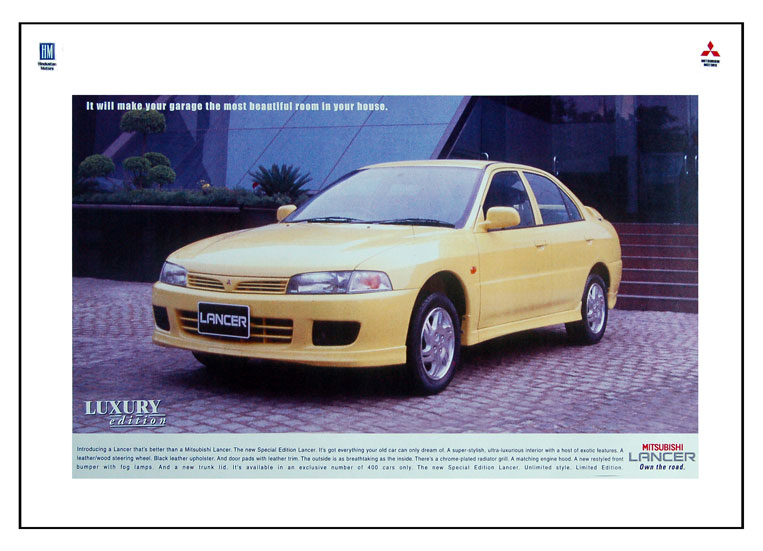 HM
Hindustan
Motors
MITSUBISHI
MOTORS
It will make your garage the most beautiful room in your house.
LANCER
LUXURY
edition
Introducing a Lancer that's better than a Mitsubishi Lancer. The new Special Edition Lancer. It's got everything your old car can only dream of. A super-stylish, ultra-luxurious interior with a host of exotic features. A
leather/wood steering wheel. Black leather upholster. And door pads with leather trim. The outside is as breathtaking as the inside. There's a chrome-plated radiator grill. A matching engine hood. A new restyled front
bumper with fog lamps. And a new trunk lid. It's available in an exclusive number of 400 cars only. The new Special Edition Lancer. Unlimited style. Limited Edition.
MITSUBISHI
LANCER
Own the road.